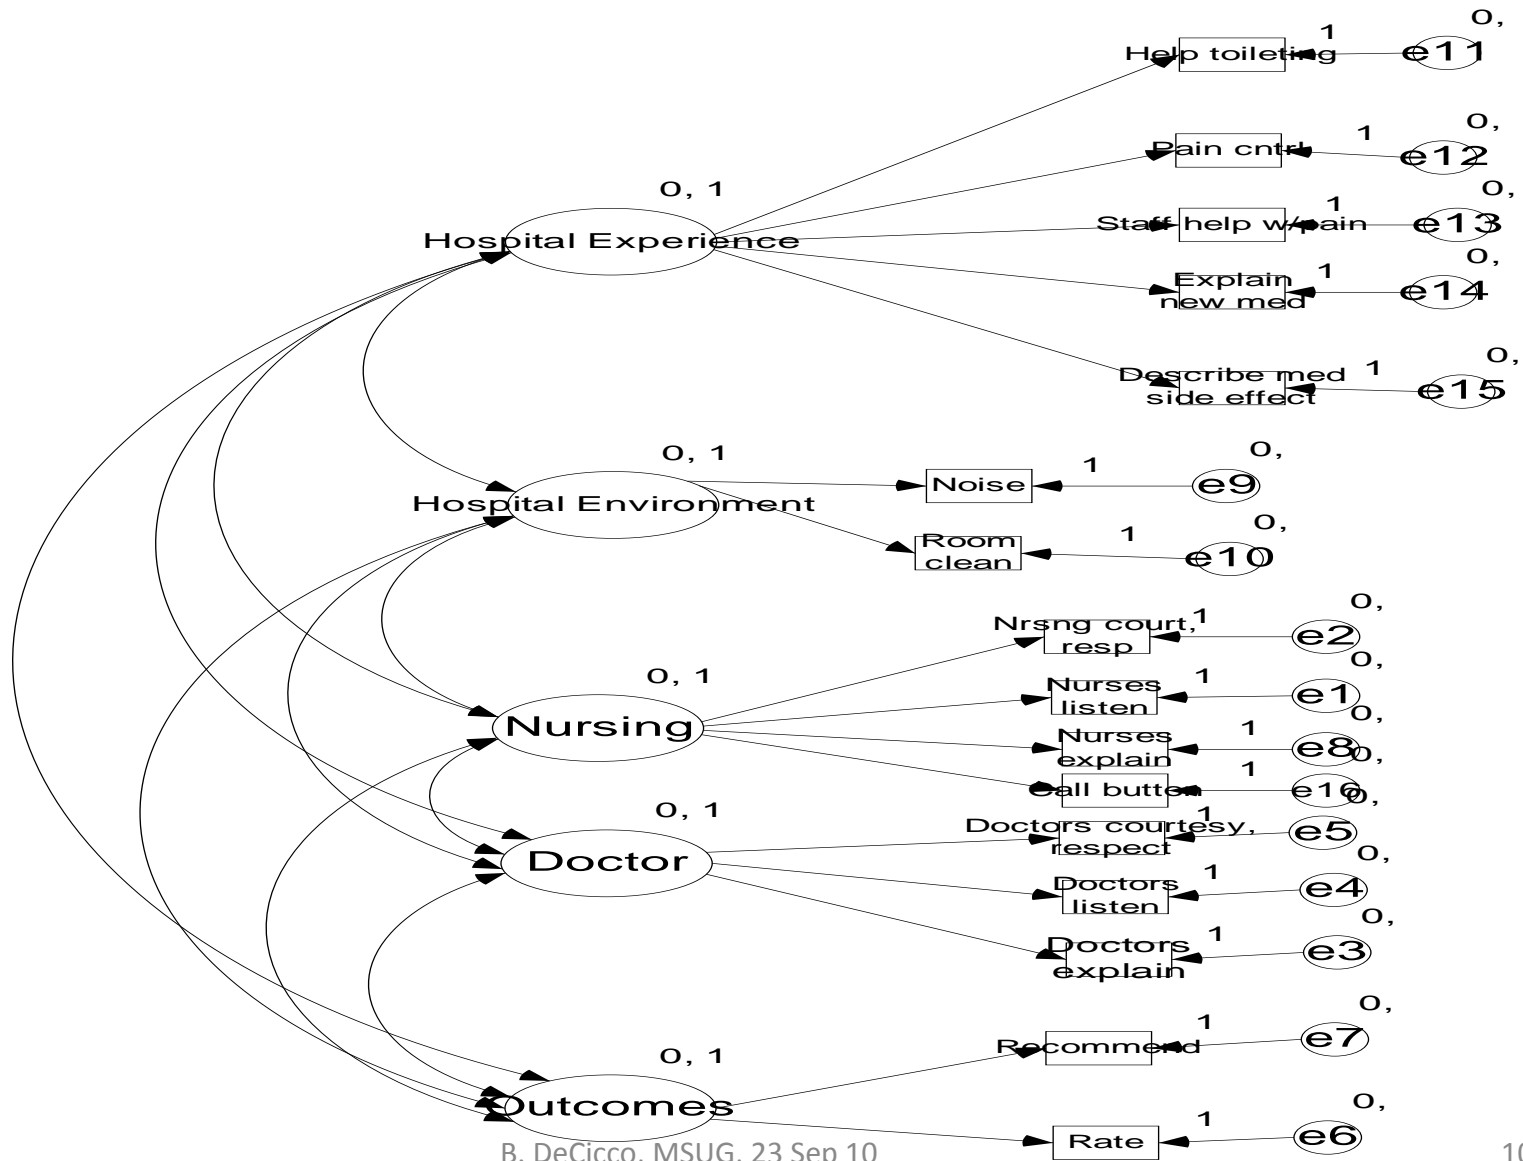 0,
1
Help toileting
e11
0,
1
Pain cntrl
e12
0,
0, 1
1
Staff help w/pain
e13
Hospital Experience
0,
1
Explain
new med
e14
0,
1
Describe med
side effect
e15
0, 1
0,
1
Noise
e9
Hospital Environment
0,
1
Room
clean
e10
0,
1
Nrsng court,
resp
e2
0,
0, 1
1
Nurses
listen
e1
0,
Nursing
1
Nurses
explain
e8
0,
1
Call button
e16
0,
0, 1
1
Doctors courtesy,
respect
e5
0,
Doctor
1
Doctors
listen
e4
0,
1
Doctors
explain
e3
0,
1
Recommend
e7
0, 1
0,
Outcomes
1
Rate
e6
B. DeCicco, MSUG, 23 Sep 10
10